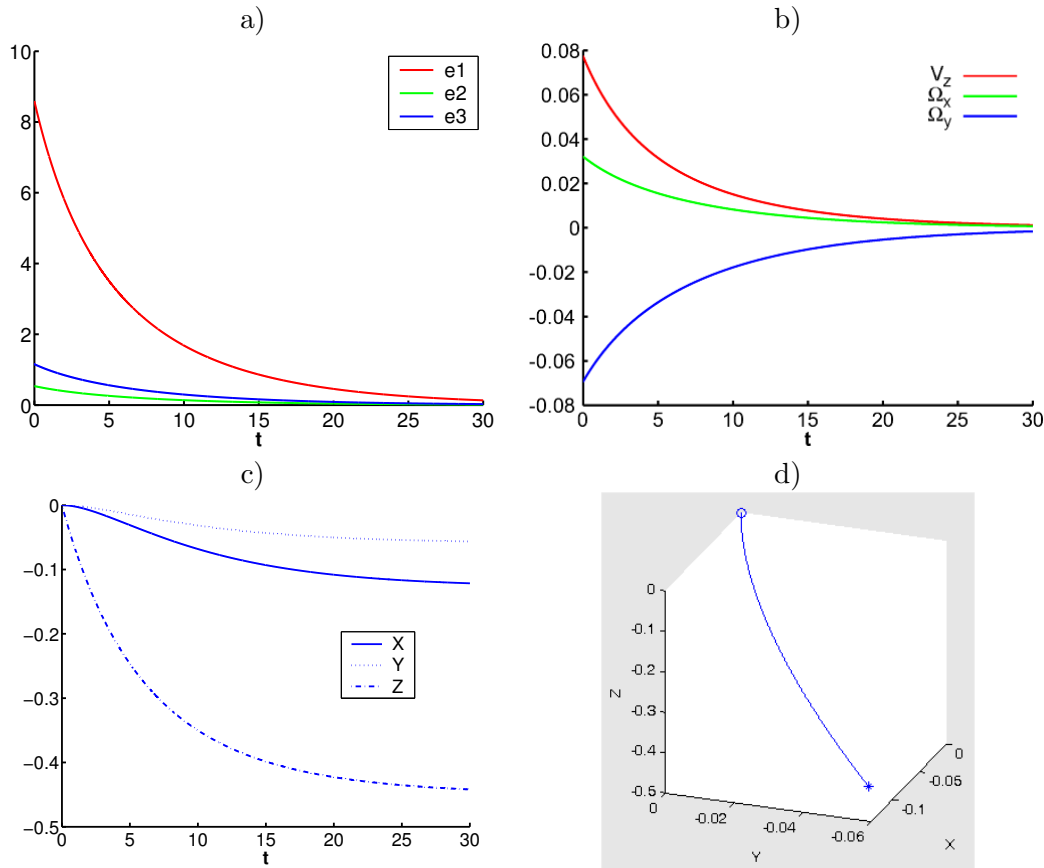 a)
10
8
6
4
2
0
0 5 10 15 20 25 30
t
e1
e2
e3
b)
0.08
0.06
0.04
0.02
0
-0.02
-0.04
-0.06
-0.08
0 5 10 15 20 25 30
t
Vz
Ωx
Ωy
c)
0
−0.1
−0.2
−0.3
−0.4
−0.5
0 5 10 15 20 25 30
t
X
Y
Z
d)
0
-0.1
-0.2
-0.3
-0.4
-0.5
Z
0 -0.02 -0.04 -0.06
Y
0
-0.05
-0.1
X